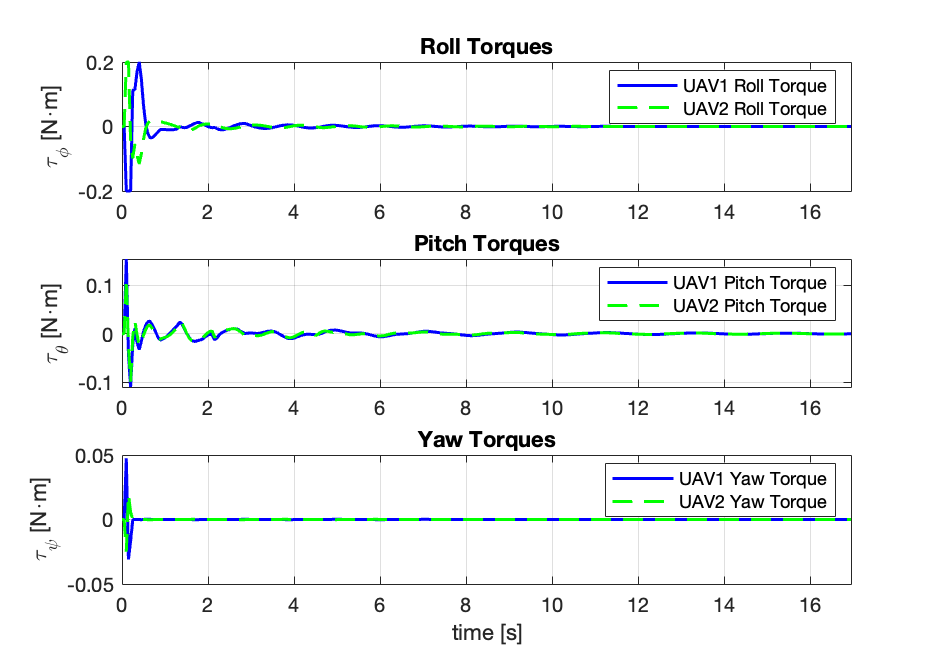 Roll Torques
τϕ [N·m]
0.2
0
-0.2
UAV1 Roll Torque
UAV2 Roll Torque
0 2 4 6 8 10 12 14 16
Pitch Torques
τθ [N·m]
0.1
0
-0.1
UAV1 Pitch Torque
UAV2 Pitch Torque
0 2 4 6 8 10 12 14 16
Yaw Torques
τψ [N·m]
0.05
0
-0.05
UAV1 Yaw Torque
UAV2 Yaw Torque
0 2 4 6 8 10 12 14 16
time [s]